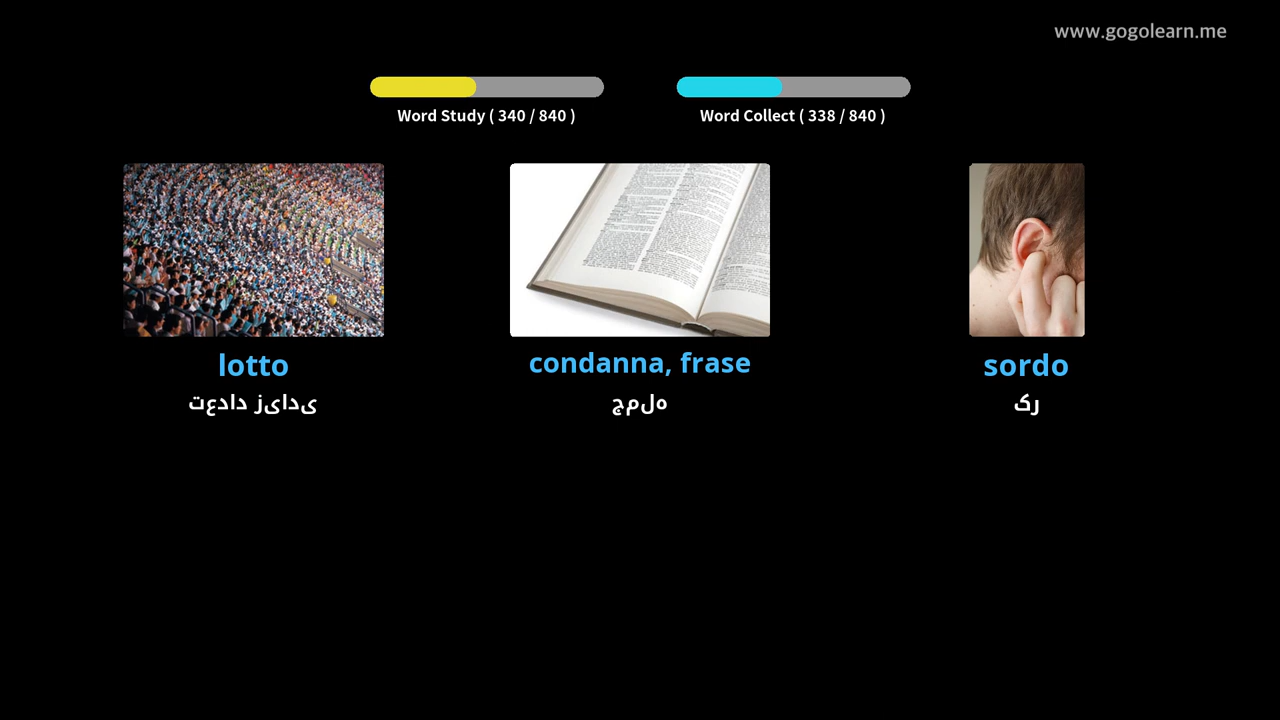 www.gogolearn.me
Word Study ( 340 / 840 )
Word Collect ( 338 / 840 )
lotto
تعداد زیادی
condanna, frase
جمله
sordo
کر